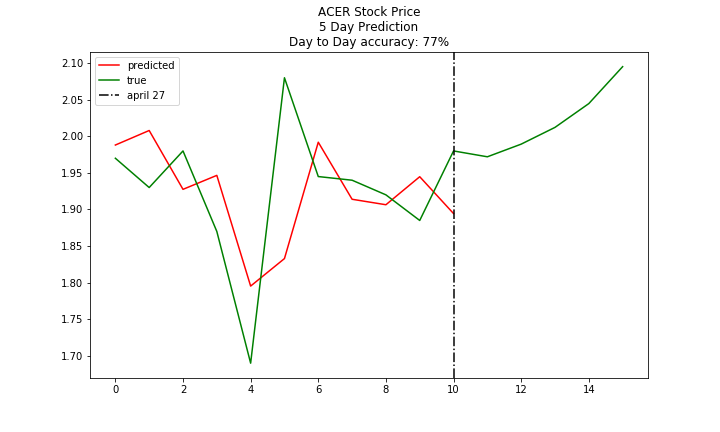 ACER Stock Price
5 Day Prediction
Day to Day accuracy: 77%
predicted
true
april 27
2.10
2.05
2.00
1.95
1.90
1.85
1.80
1.75
1.70
0 2 4 6 8 10 12 14